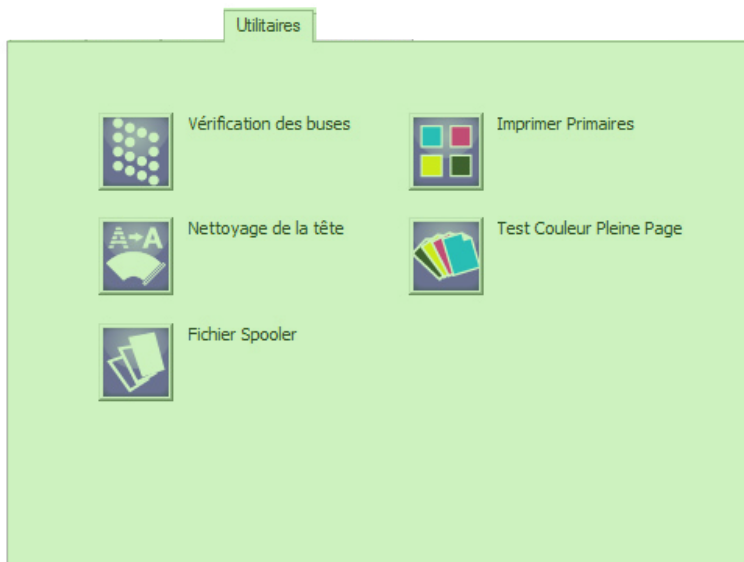 Utilitaires
Vérification des buses
Imprimer Primaires
Nettoyage de la tête
Test Couleur Pleine Page
Fichier Spooler
A→A